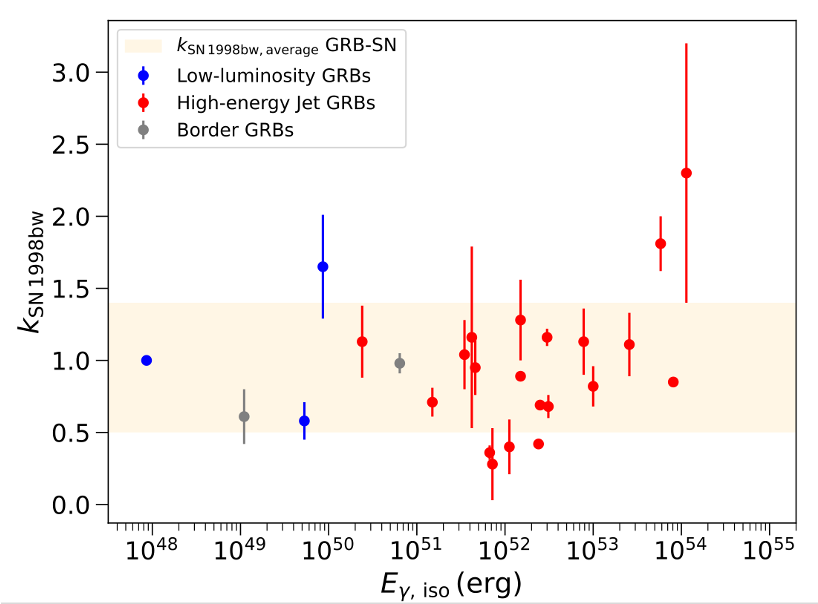 k_SN 1998bw, average GRB-SN
Low-luminosity GRBs
High-energy Jet GRBs
Border GRBs
k_SN 1998bw
3.0
2.5
2.0
1.5
1.0
0.5
0.0
10^48 10^49 10^50 10^51 10^52 10^53 10^54 10^55
E_γ, iso (erg)